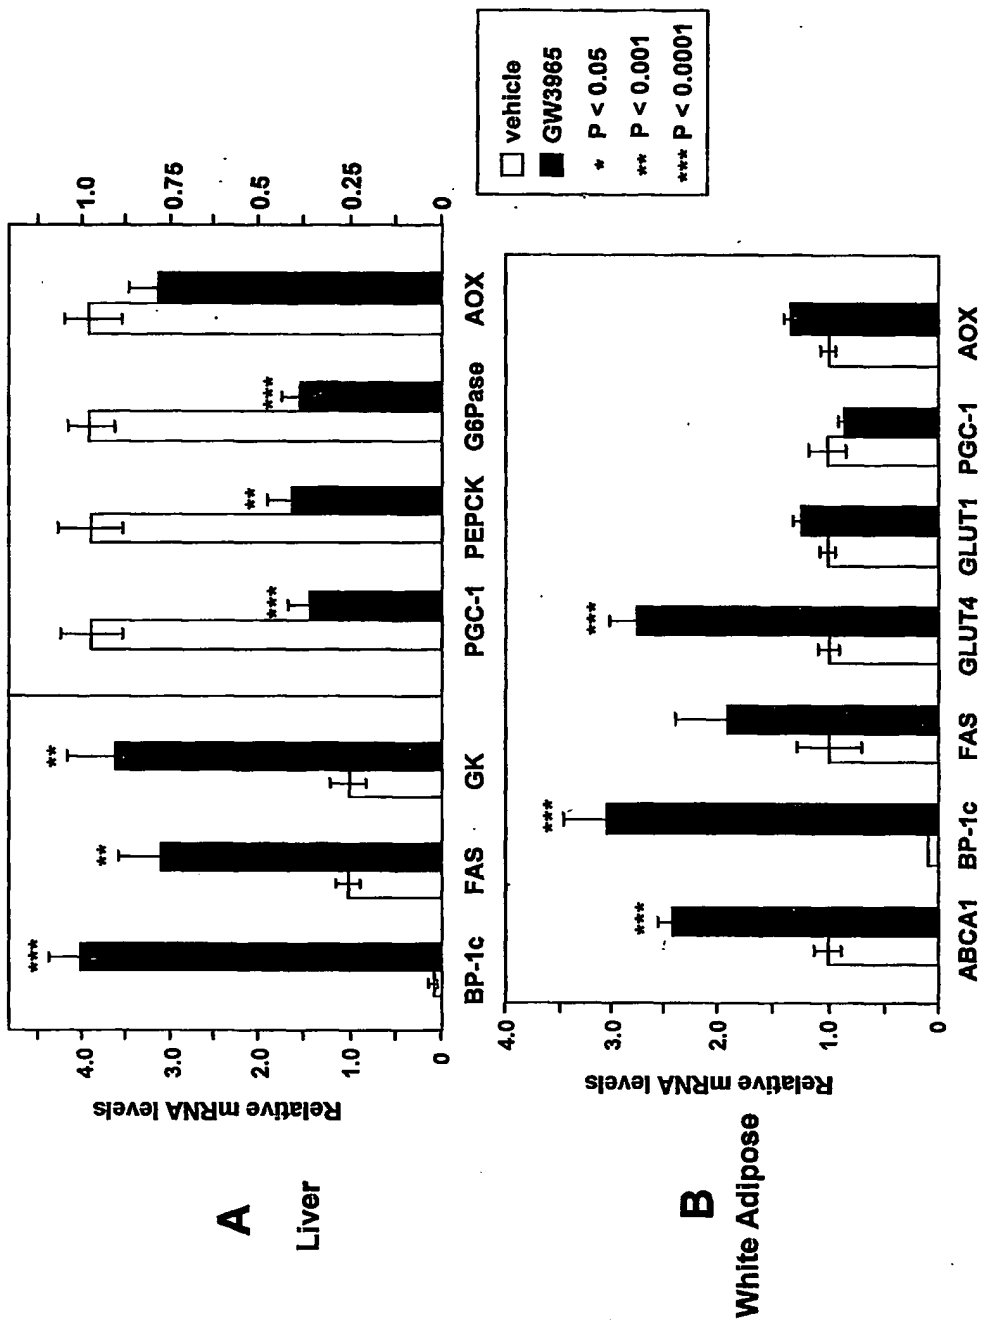 A
Liver
Relative mRNA levels
4.0
3.0
2.0
1.0
0
***
**
**
***
**
***
1.0
0.75
0.5
0.25
0
BP-1c FAS GK PGC-1 PEPCK G6Pase AOX
B
White Adipose
Relative mRNA levels
4.0
3.0
2.0
1.0
0
***
***
***
ABCA1 BP-1c FAS GLUT4 GLUT1 PGC-1 AOX
vehicle
GW3965
* P < 0.05
** P < 0.001
*** P < 0.0001